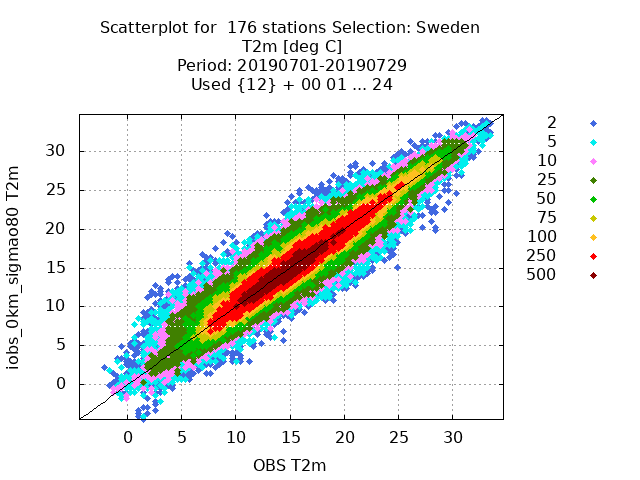 Scatterplot for  176 stations Selection: Sweden
T2m [deg C]
Period: 20190701-20190729
Used {12} + 00 01 ... 24
iobs_0km_sigmao80 T2m
30
25
20
15
10
5
0
0 5 10 15 20 25 30
OBS T2m
2
5
10
25
50
75
100
250
500